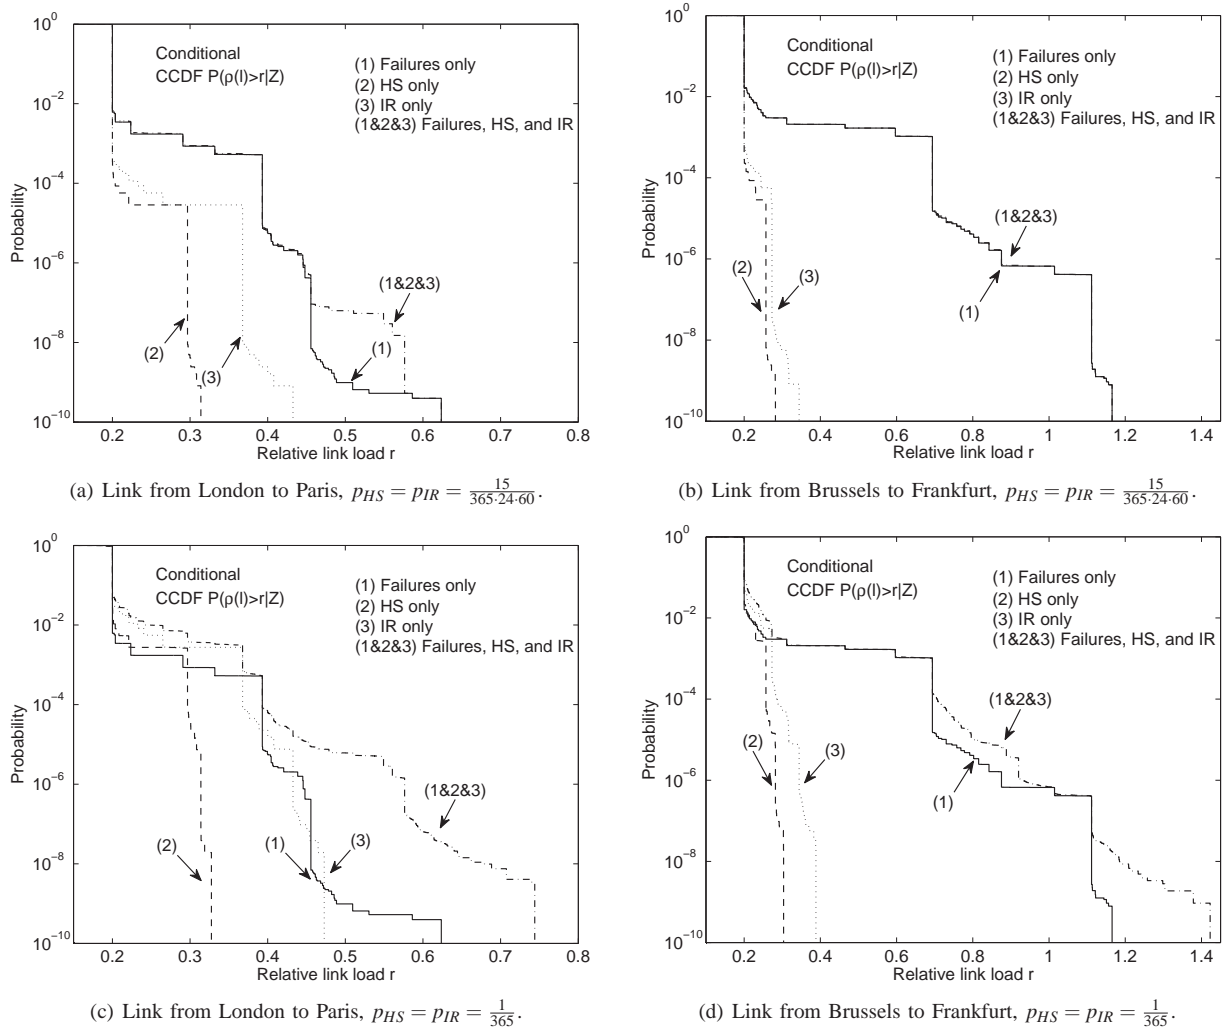 Conditional
CCDF P(ρ(l)>r|Z)
(1) Failures only
(2) HS only
(3) IR only
(1&2&3) Failures, HS, and IR
Probability
10^0
10^−2
10^−4
10^−6
10^−8
10^−10
(1&2&3)
(1)
(2)
(3)
0.2 0.3 0.4 0.5 0.6 0.7 0.8
Relative link load r
(a) Link from London to Paris, p_HS = p_IR = 15/(365·24·60).
Conditional
CCDF P(ρ(l)>r|Z)
(1) Failures only
(2) HS only
(3) IR only
(1&2&3) Failures, HS, and IR
Probability
10^0
10^−2
10^−4
10^−6
10^−8
10^−10
(1&2&3)
(2)
(3)
(1)
0.2 0.4 0.6 0.8 1 1.2 1.4
Relative link load r
(b) Link from Brussels to Frankfurt, p_HS = p_IR = 15/(365·24·60).
Conditional
CCDF P(ρ(l)>r|Z)
(1) Failures only
(2) HS only
(3) IR only
(1&2&3) Failures, HS, and IR
Probability
10^0
10^−2
10^−4
10^−6
10^−8
10^−10
(1&2&3)
(2)
(1)
(3)
0.2 0.3 0.4 0.5 0.6 0.7 0.8
Relative link load r
(c) Link from London to Paris, p_HS = p_IR = 1/365.
Conditional
CCDF P(ρ(l)>r|Z)
(1) Failures only
(2) HS only
(3) IR only
(1&2&3) Failures, HS, and IR
Probability
10^0
10^−2
10^−4
10^−6
10^−8
10^−10
(1&2&3)
(2)
(3)
(1)
0.2 0.4 0.6 0.8 1 1.2 1.4
Relative link load r
(d) Link from Brussels to Frankfurt, p_HS = p_IR = 1/365.